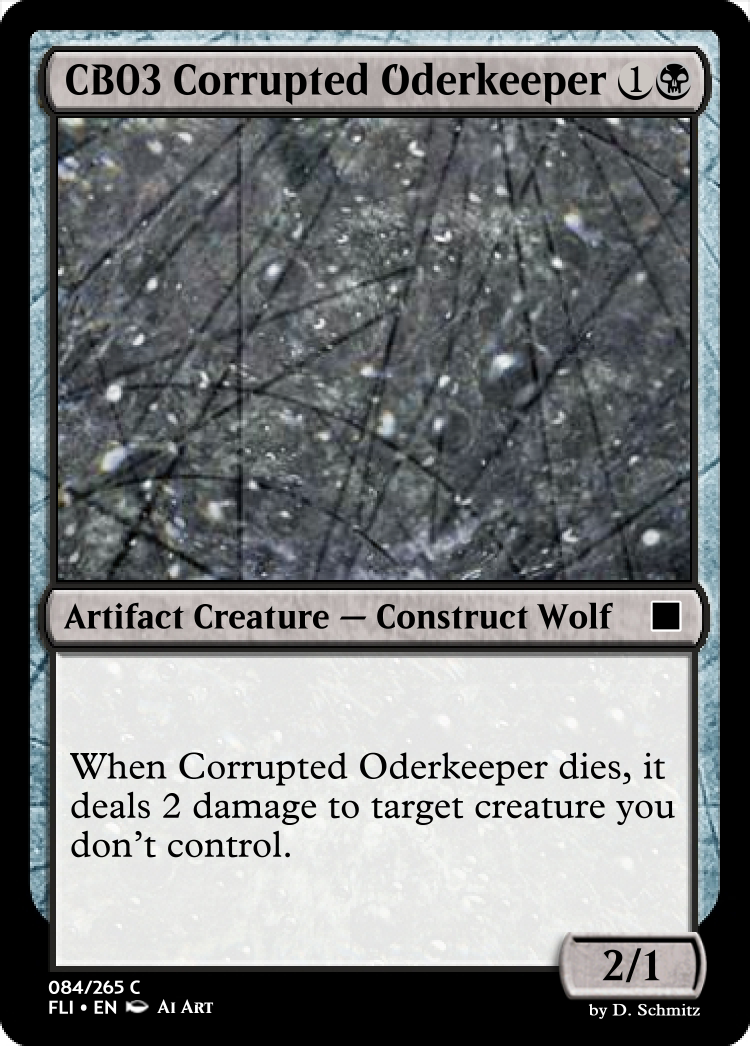 CB03 Corrupted Oderkeeper 1
Artifact Creature — Construct Wolf
When Corrupted Oderkeeper dies, it
deals 2 damage to target creature you
don't control.
2/1
084/265 C
FLI • EN AI ART
by D. Schmitz